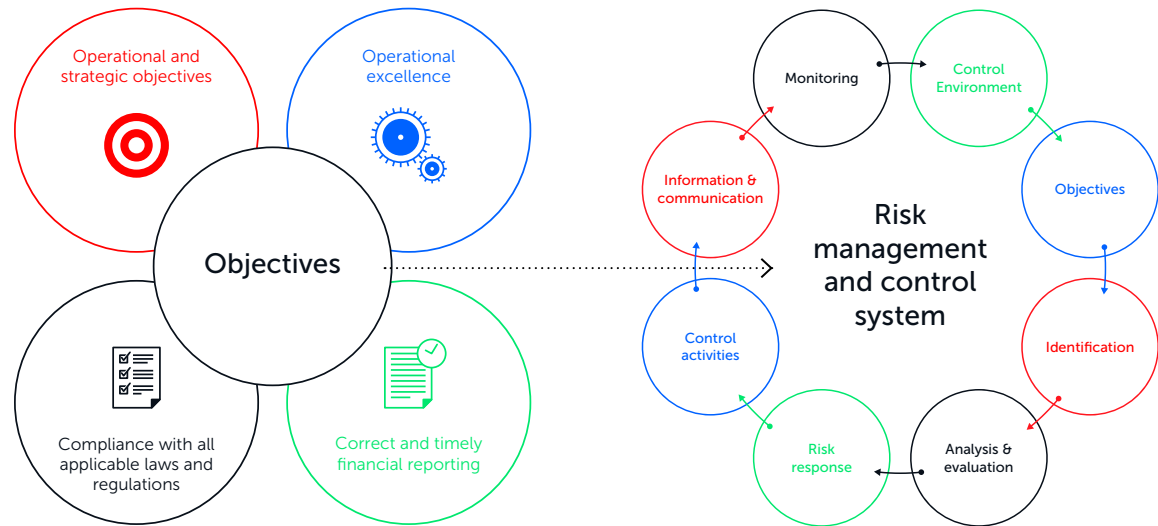 Operational and
strategic objectives
Operational
excellence
Objectives
Compliance with all
applicable laws and
regulations
Correct and timely
financial reporting
Monitoring
Control
Environment
Objectives
Identification
Analysis &
evaluation
Risk
response
Control
activities
Information &
communication
Risk
management
and control
system